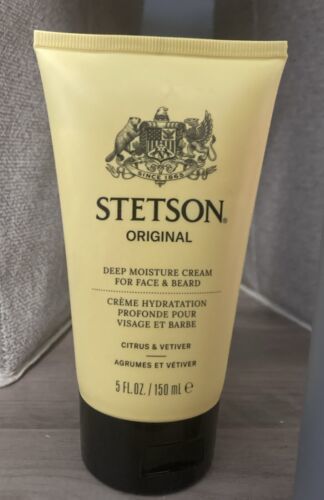 SINCE 1865
STETSON®
ORIGINAL
DEEP MOISTURE CREAM
FOR FACE & BEARD
CRÈME HYDRATATION
PROFONDE POUR
VISAGE ET BARBE
CITRUS & VETIVER
AGRUMES ET VÉTIVER
5 FL.OZ. / 150 mL ℮